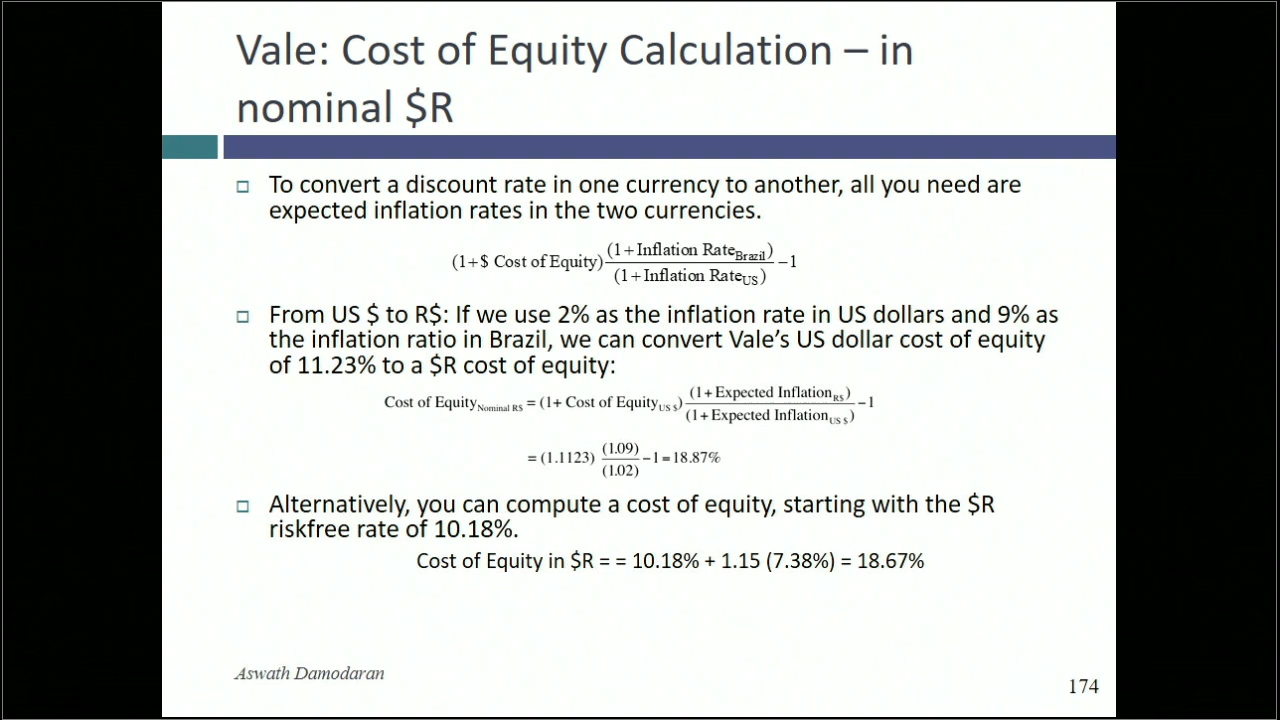 Vale: Cost of Equity Calculation – in
nominal $R
To convert a discount rate in one currency to another, all you need are
expected inflation rates in the two currencies.
(1+$ Cost of Equity) (1+Inflation Rate_Brazil) / (1+Inflation Rate_US) −1
From US $ to R$: If we use 2% as the inflation rate in US dollars and 9% as
the inflation ratio in Brazil, we can convert Vale’s US dollar cost of equity
of 11.23% to a $R cost of equity:
Cost of Equity_Nominal R$ = (1+ Cost of Equity_US $) (1+Expected Inflation_R$) / (1+Expected Inflation_US $) −1
= (1.1123) (1.09) / (1.02) −1=18.87%
Alternatively, you can compute a cost of equity, starting with the $R
riskfree rate of 10.18%.
Cost of Equity in $R = = 10.18% + 1.15 (7.38%) = 18.67%
Aswath Damodaran
174